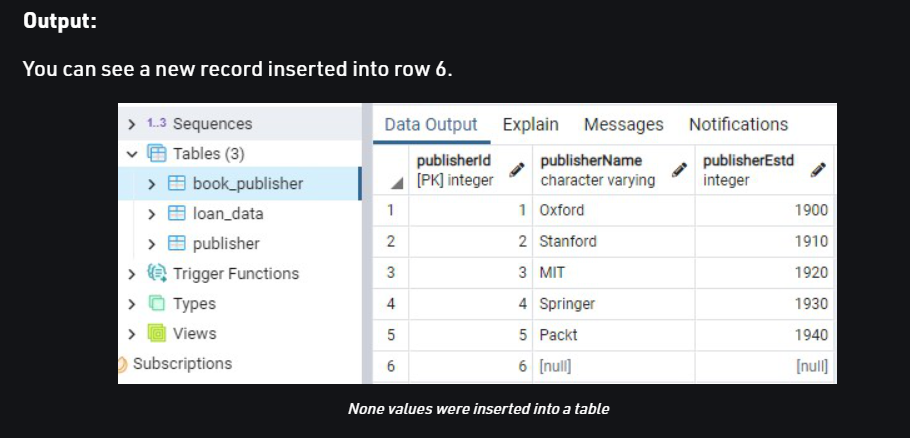 Output:
You can see a new record inserted into row 6.
1..3 Sequences
Tables (3)
book_publisher
loan_data
publisher
Trigger Functions
Types
Views
Subscriptions
Data Output Explain Messages Notifications
publisherId publisherName publisherEstd
[PK] integer character varying integer
1 1 Oxford 1900
2 2 Stanford 1910
3 3 MIT 1920
4 4 Springer 1930
5 5 Packt 1940
6 6 [null] [null]
None values were inserted into a table